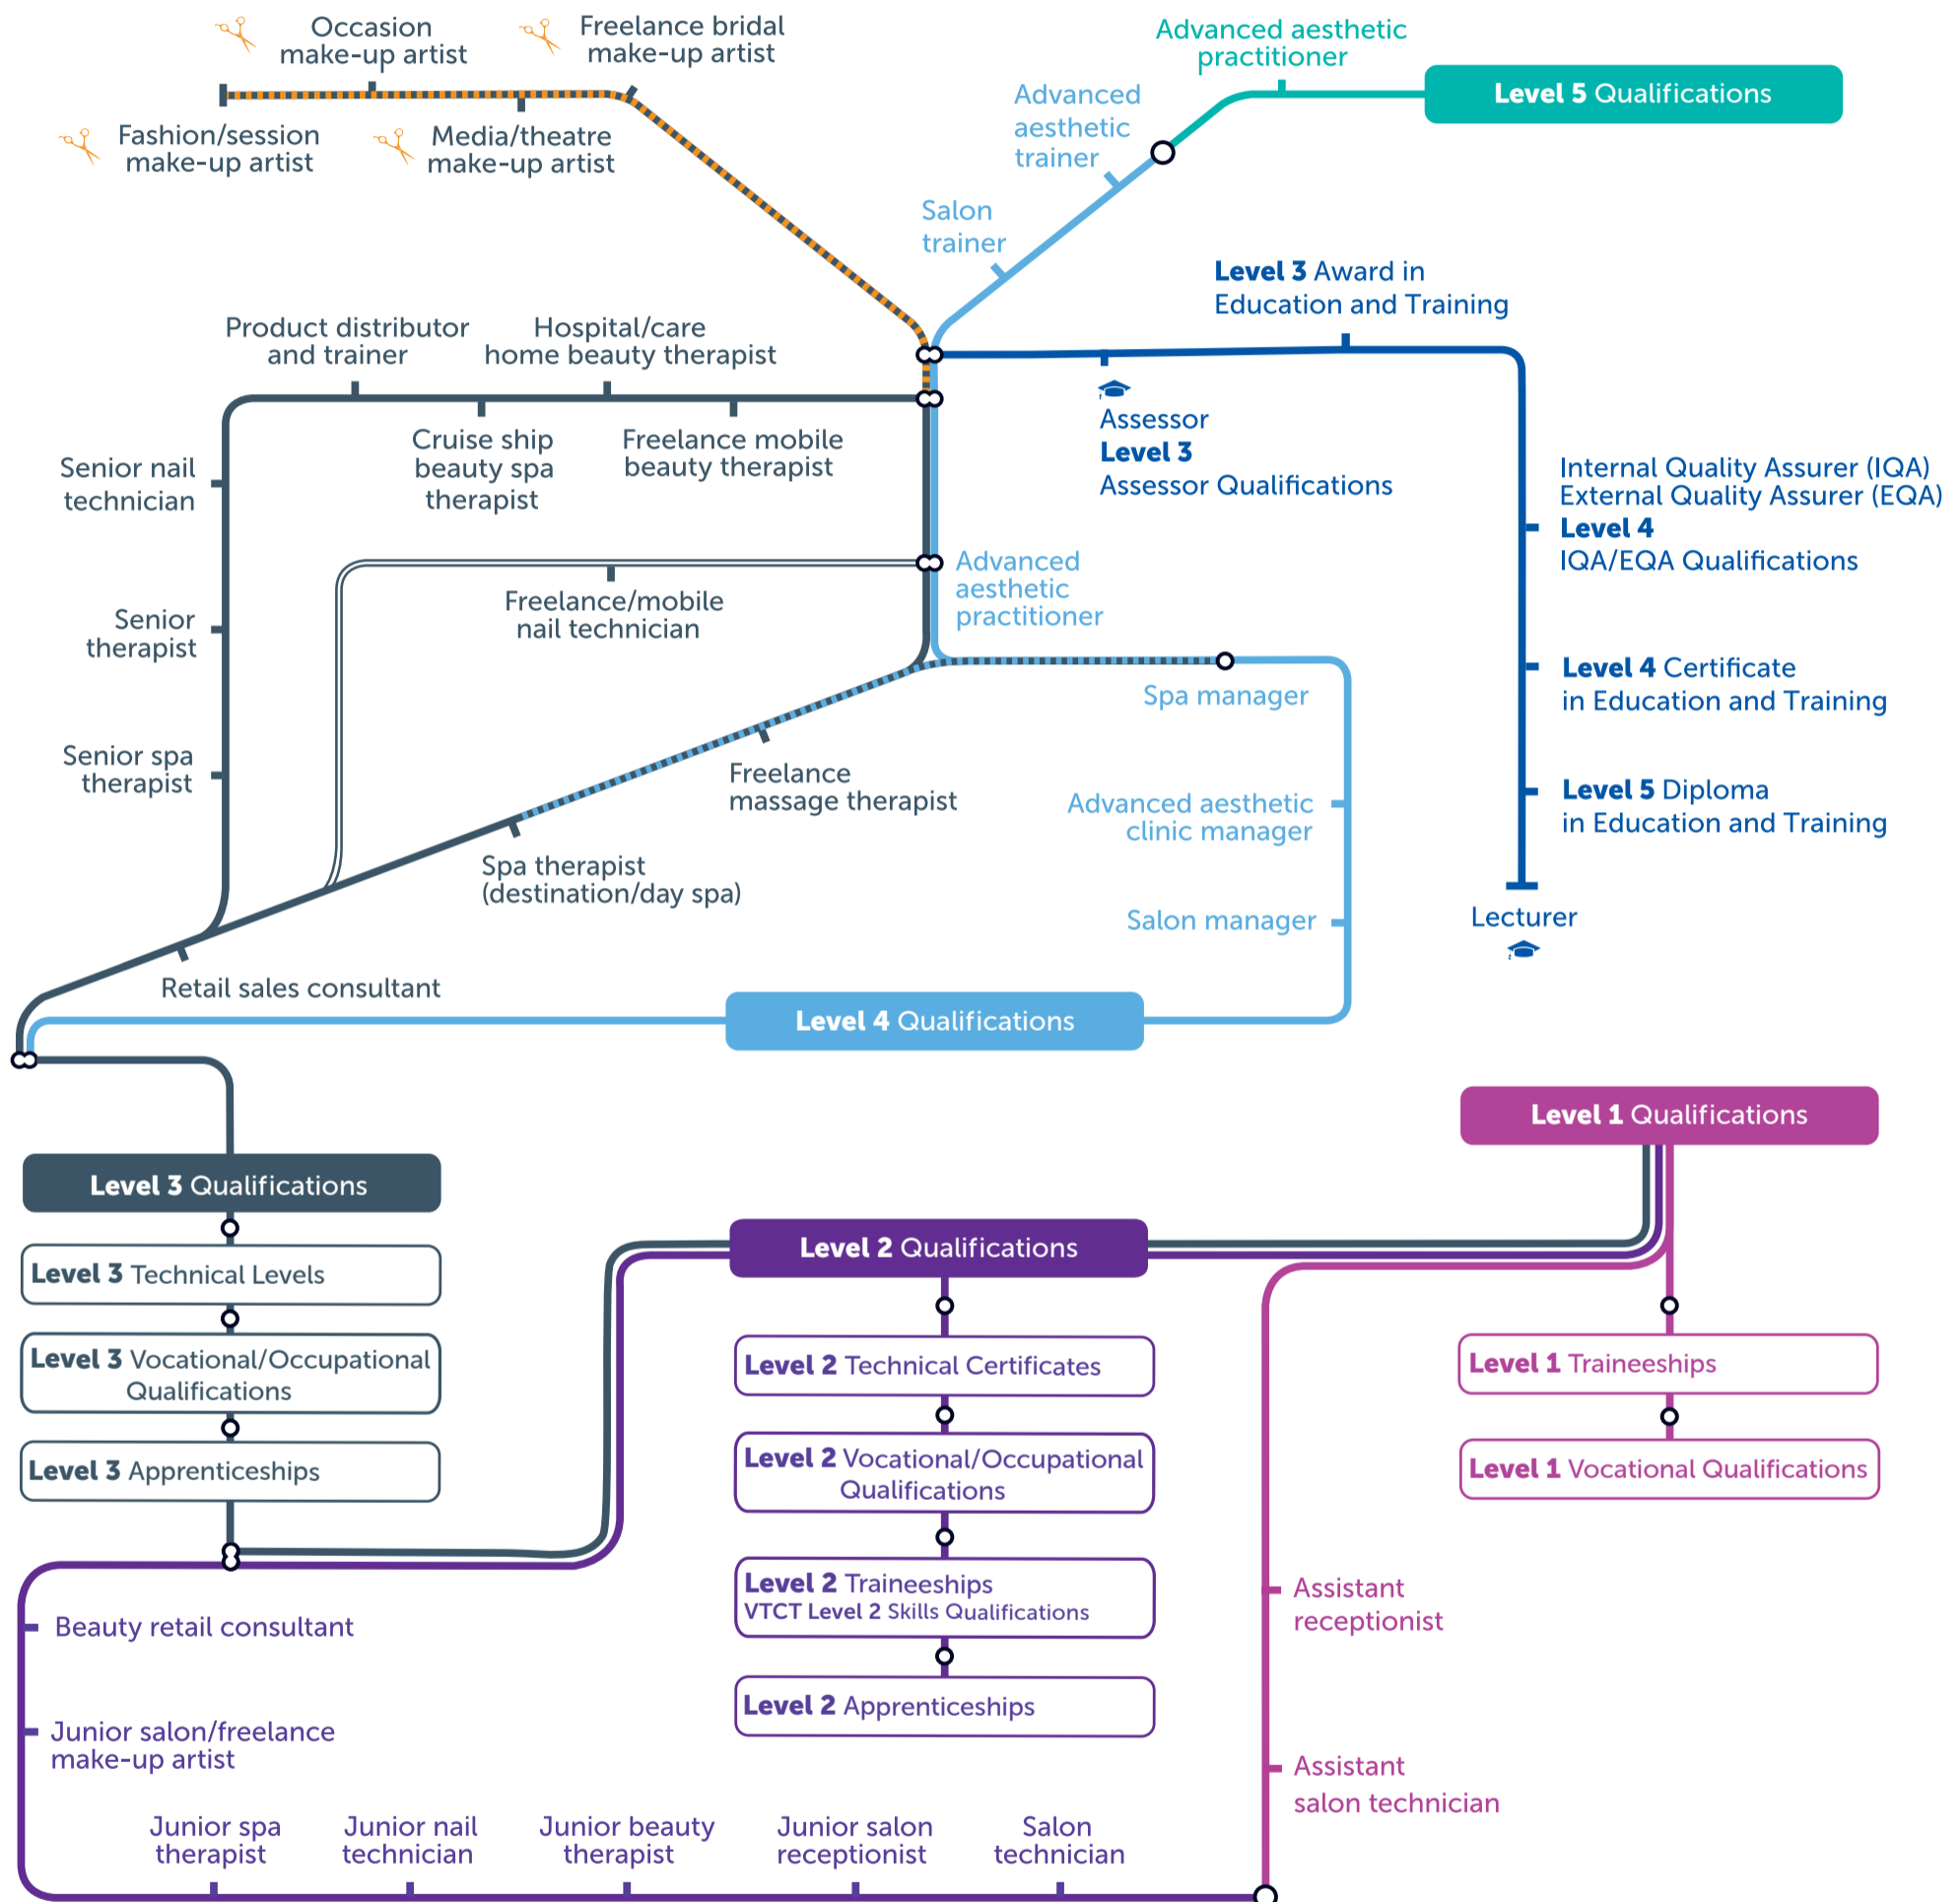 Occasion
make-up artist
Freelance bridal
make-up artist
Fashion/session
make-up artist
Media/theatre
make-up artist
Advanced aesthetic
practitioner
Level 5 Qualifications
Advanced
aesthetic
trainer
Salon
trainer
Level 3 Award in
Education and Training
Product distributor
and trainer
Hospital/care
home beauty therapist
Cruise ship
beauty spa
therapist
Freelance mobile
beauty therapist
Assessor
Level 3
Assessor Qualifications
Senior nail
technician
Internal Quality Assurer (IQA)
External Quality Assurer (EQA)
Level 4
IQA/EQA Qualifications
Freelance/mobile
nail technician
Advanced
aesthetic
practitioner
Senior
therapist
Spa manager
Level 4 Certificate
in Education and Training
Senior spa
therapist
Freelance
massage therapist
Advanced aesthetic
clinic manager
Level 5 Diploma
in Education and Training
Spa therapist
(destination/day spa)
Salon manager
Lecturer
Retail sales consultant
Level 4 Qualifications
Level 1 Qualifications
Level 3 Qualifications
Level 3 Technical Levels
Level 3 Vocational/Occupational
Qualifications
Level 3 Apprenticeships
Level 2 Qualifications
Level 2 Technical Certificates
Level 2 Vocational/Occupational
Qualifications
Level 2 Traineeships
VTCT Level 2 Skills Qualifications
Level 2 Apprenticeships
Level 1 Traineeships
Level 1 Vocational Qualifications
Assistant
receptionist
Assistant
salon technician
Beauty retail consultant
Junior salon/freelance
make-up artist
Junior spa
therapist
Junior nail
technician
Junior beauty
therapist
Junior salon
receptionist
Salon
technician